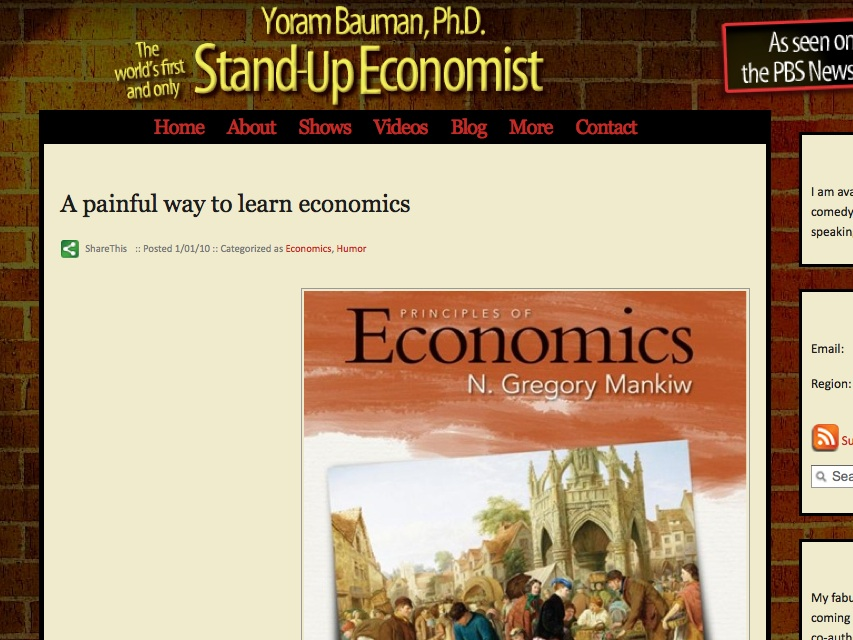 Yoram Bauman, Ph.D.
The
world's first
and only
Stand-Up Economist
As seen on
the PBS News
Home About Shows Videos Blog More Contact
A painful way to learn economics
ShareThis :: Posted 1/01/10 :: Categorized as Economics, Humor
PRINCIPLES OF
Economics
N. Gregory Mankiw
I am ava
comedy
speakin
Email:
Region:
Su
Sea
My fabu
coming
co-auth